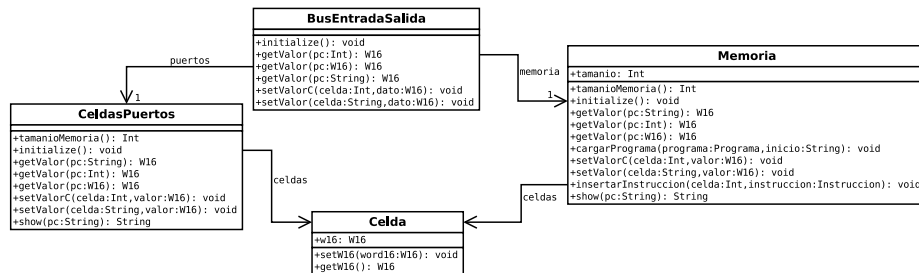 BusEntradaSalida
+initialize(): void
+getValor(pc:Int): W16
+getValor(pc:W16): W16
+getValor(pc:String): W16
+setValorC(celda:Int,dato:W16): void
+setValor(celda:String,dato:W16): void
puertos
1
memoria
1
Memoria
+tamanio: Int
+tamanioMemoria(): Int
+initialize(): void
+getValor(pc:String): W16
+getValor(pc:Int): W16
+getValor(pc:W16): W16
+cargarPrograma(programa:Programa,inicio:String): void
+setValorC(celda:Int,valor:W16): void
+setValor(celda:String,valor:W16): void
+insertarInstruccion(celda:Int,instruccion:Instruccion): void
+show(pc:String): String
CeldasPuertos
+tamanioMemoria(): Int
+initialize(): void
+getValor(pc:String): W16
+getValor(pc:Int): W16
+getValor(pc:W16): W16
+setValorC(celda:Int,valor:W16): void
+setValor(celda:String,valor:W16): void
+show(pc:String): String
celdas
celdas
Celda
+w16: W16
+setW16(word16:W16): void
+getW16(): W16